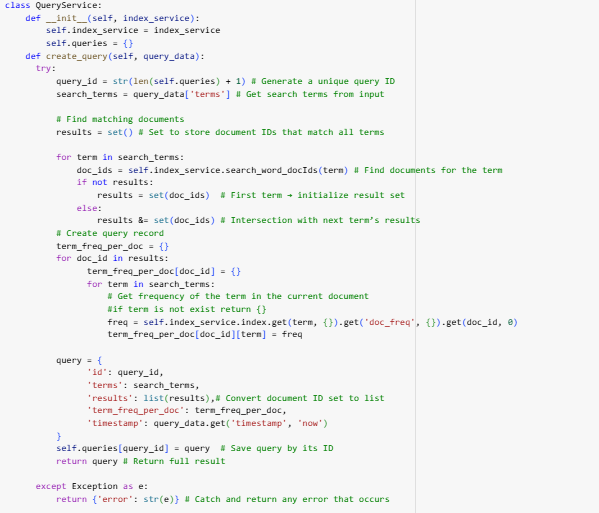 class QueryService:
    def __init__(self, index_service):
        self.index_service = index_service
        self.queries = {}
    def create_query(self, query_data):
      try:
          query_id = str(len(self.queries) + 1) # Generate a unique query ID
          search_terms = query_data['terms'] # Get search terms from input

          # Find matching documents
          results = set() # Set to store document IDs that match all terms

          for term in search_terms:
              doc_ids = self.index_service.search_word_docIds(term) # Find documents for the term
              if not results:
                  results = set(doc_ids)  # First term → initialize result set
              else:
                  results &= set(doc_ids) # Intersection with next term's results
          # Create query record
          term_freq_per_doc = {}
          for doc_id in results:
                term_freq_per_doc[doc_id] = {}
                for term in search_terms:
                    # Get frequency of the term in the current document
                    #if term is not exist return {}
                    freq = self.index_service.index.get(term, {}).get('doc_freq', {}).get(doc_id, 0)
                    term_freq_per_doc[doc_id][term] = freq

          query = {
                'id': query_id,
                'terms': search_terms,
                'results': list(results),# Convert document ID set to list
                'term_freq_per_doc': term_freq_per_doc,
                'timestamp': query_data.get('timestamp', 'now')
          }
          self.queries[query_id] = query  # Save query by its ID
          return query # Return full result

      except Exception as e:
          return {'error': str(e)} # Catch and return any error that occurs